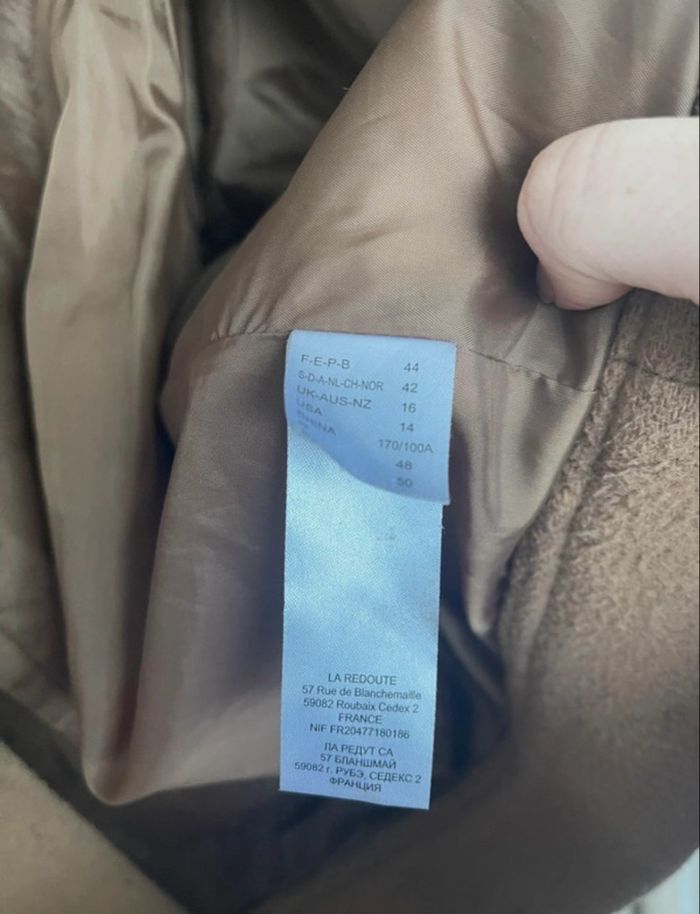 F-E-P-B 44
S-D-A-NL-CH-NOR 42
UK-AUS-NZ 16
USA 14
170/100A
48
50
LA REDOUTE
57 Rue de Blanchemaille
59082 Roubaix Cedex 2
FRANCE
NIF FR20477180186
ЛА РЕДУТ СА
57 БЛАНШМАЙ
59082 г. РУБЭ, СЕДЕКС 2
ФРАНЦИЯ